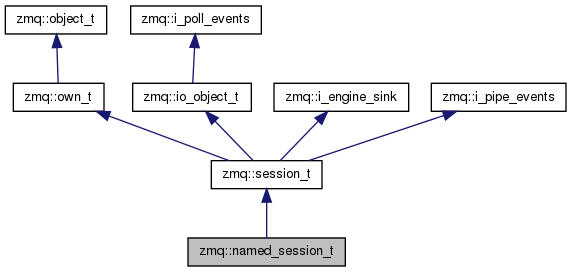 zmq::object_t
zmq::i_poll_events
zmq::own_t
zmq::io_object_t
zmq::i_engine_sink
zmq::i_pipe_events
zmq::session_t
zmq::named_session_t